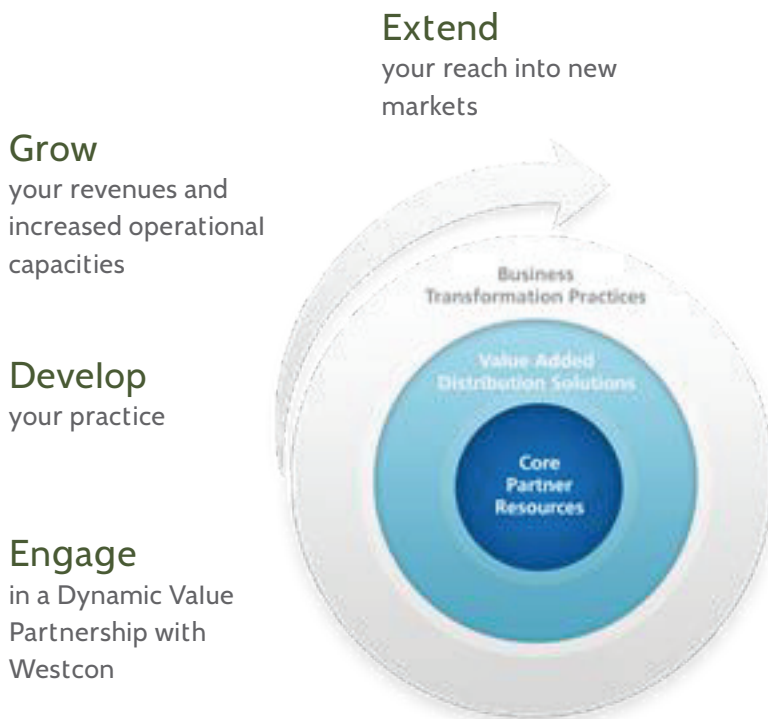 Extend
your reach into new
markets
Grow
your revenues and
increased operational
capacities
Develop
your practice
Engage
in a Dynamic Value
Partnership with
Westcon
Business
Transformation Practices
Value Added
Distribution Solutions
Core
Partner
Resources